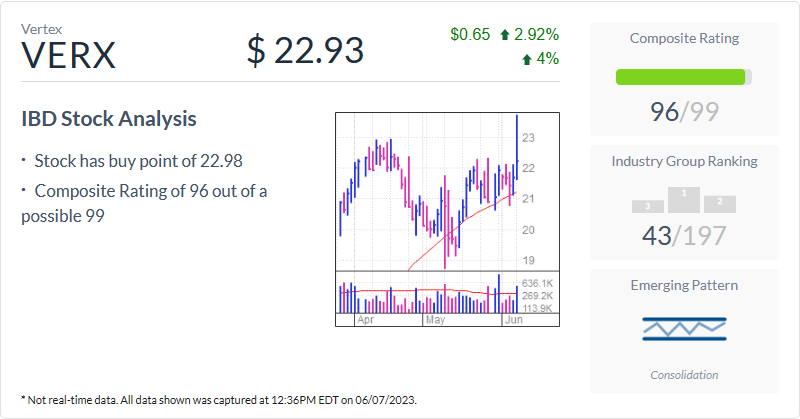 Vertex
VERX
$ 22.93
$0.65 2.92%
4%
IBD Stock Analysis
· Stock has buy point of 22.98
· Composite Rating of 96 out of a
possible 99
23
22
21
20
19
636.1K
269.2K
113.9K
Apr May Jun
* Not real-time data. All data shown was captured at 12:36PM EDT on 06/07/2023.
Composite Rating
96/99
Industry Group Ranking
3 1 2
43/197
Emerging Pattern
Consolidation